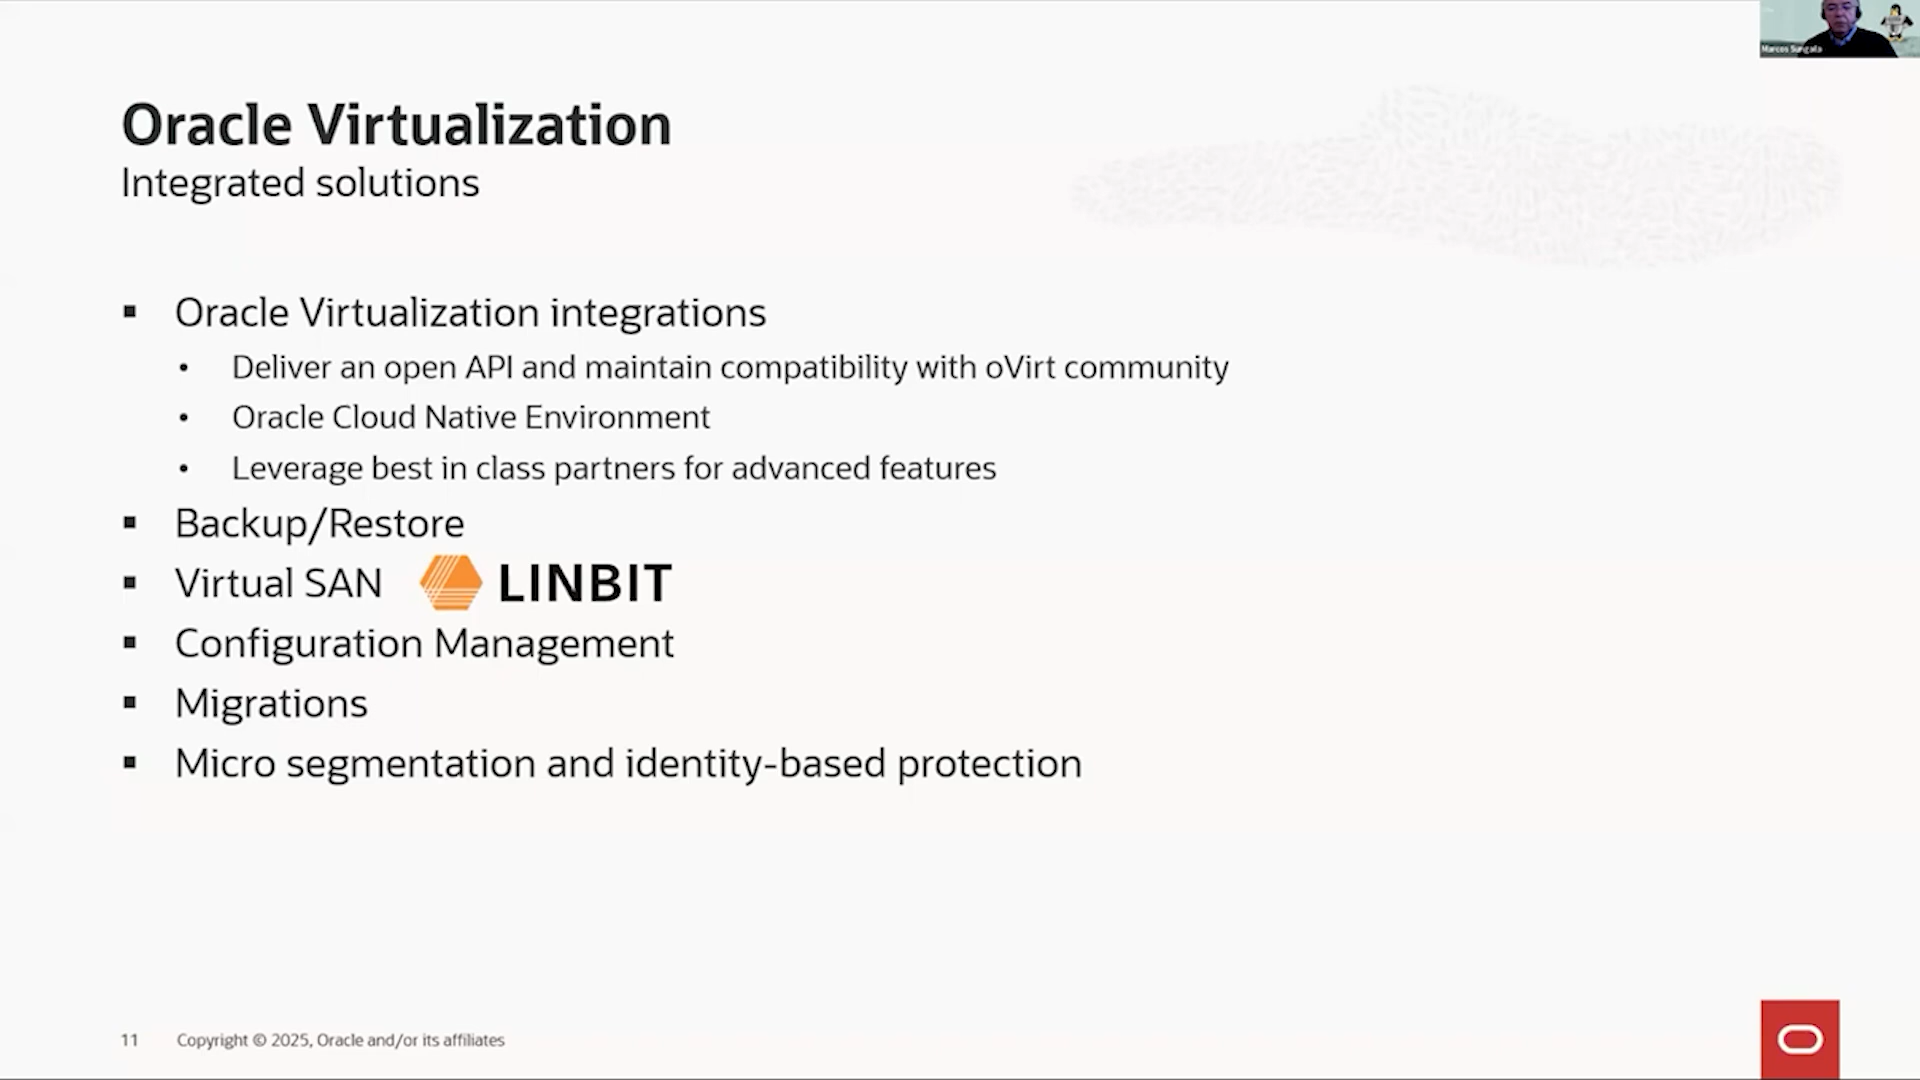 Marcos Sungaila
Oracle Virtualization
Integrated solutions
▪ Oracle Virtualization integrations
• Deliver an open API and maintain compatibility with oVirt community
• Oracle Cloud Native Environment
• Leverage best in class partners for advanced features
▪ Backup/Restore
▪ Virtual SAN LINBIT
▪ Configuration Management
▪ Migrations
▪ Micro segmentation and identity-based protection
11 Copyright © 2025, Oracle and/or its affiliates